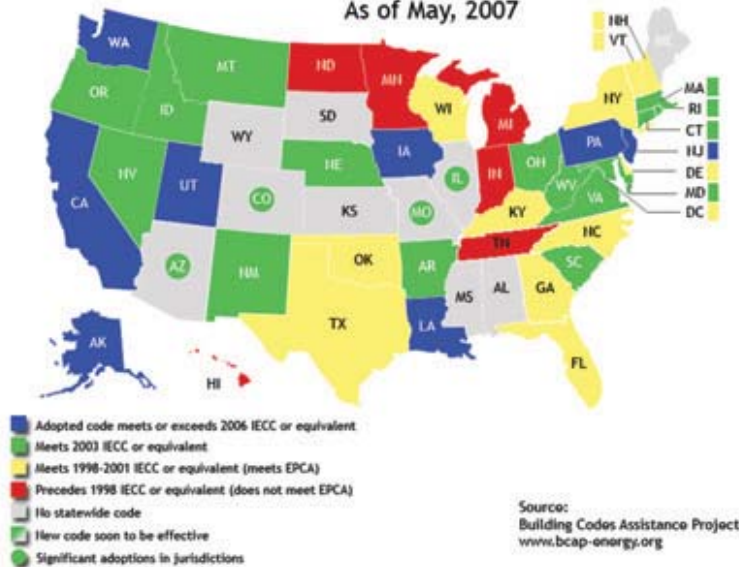 As of May, 2007
WA
MT
ND
MN
OR
ID
SD
WI
WY
MI
NY
NH
VT
MA
RI
CT
NJ
DE
MD
DC
NV
UT
CO
NE
IA
IL
IN
OH
PA
CA
KS
MO
KY
WV
VA
AZ
NM
OK
AR
TN
NC
SC
MS
AL
GA
TX
LA
FL
AK
HI
Adopted code meets or exceeds 2006 IECC or equivalent
Meets 2003 IECC or equivalent
Meets 1998-2001 IECC or equivalent (meets EPCA)
Precedes 1998 IECC or equivalent (does not meet EPCA)
No statewide code
New code soon to be effective
Significant adoptions in jurisdictions
Source:
Building Codes Assistance Project
www.bcap-energy.org